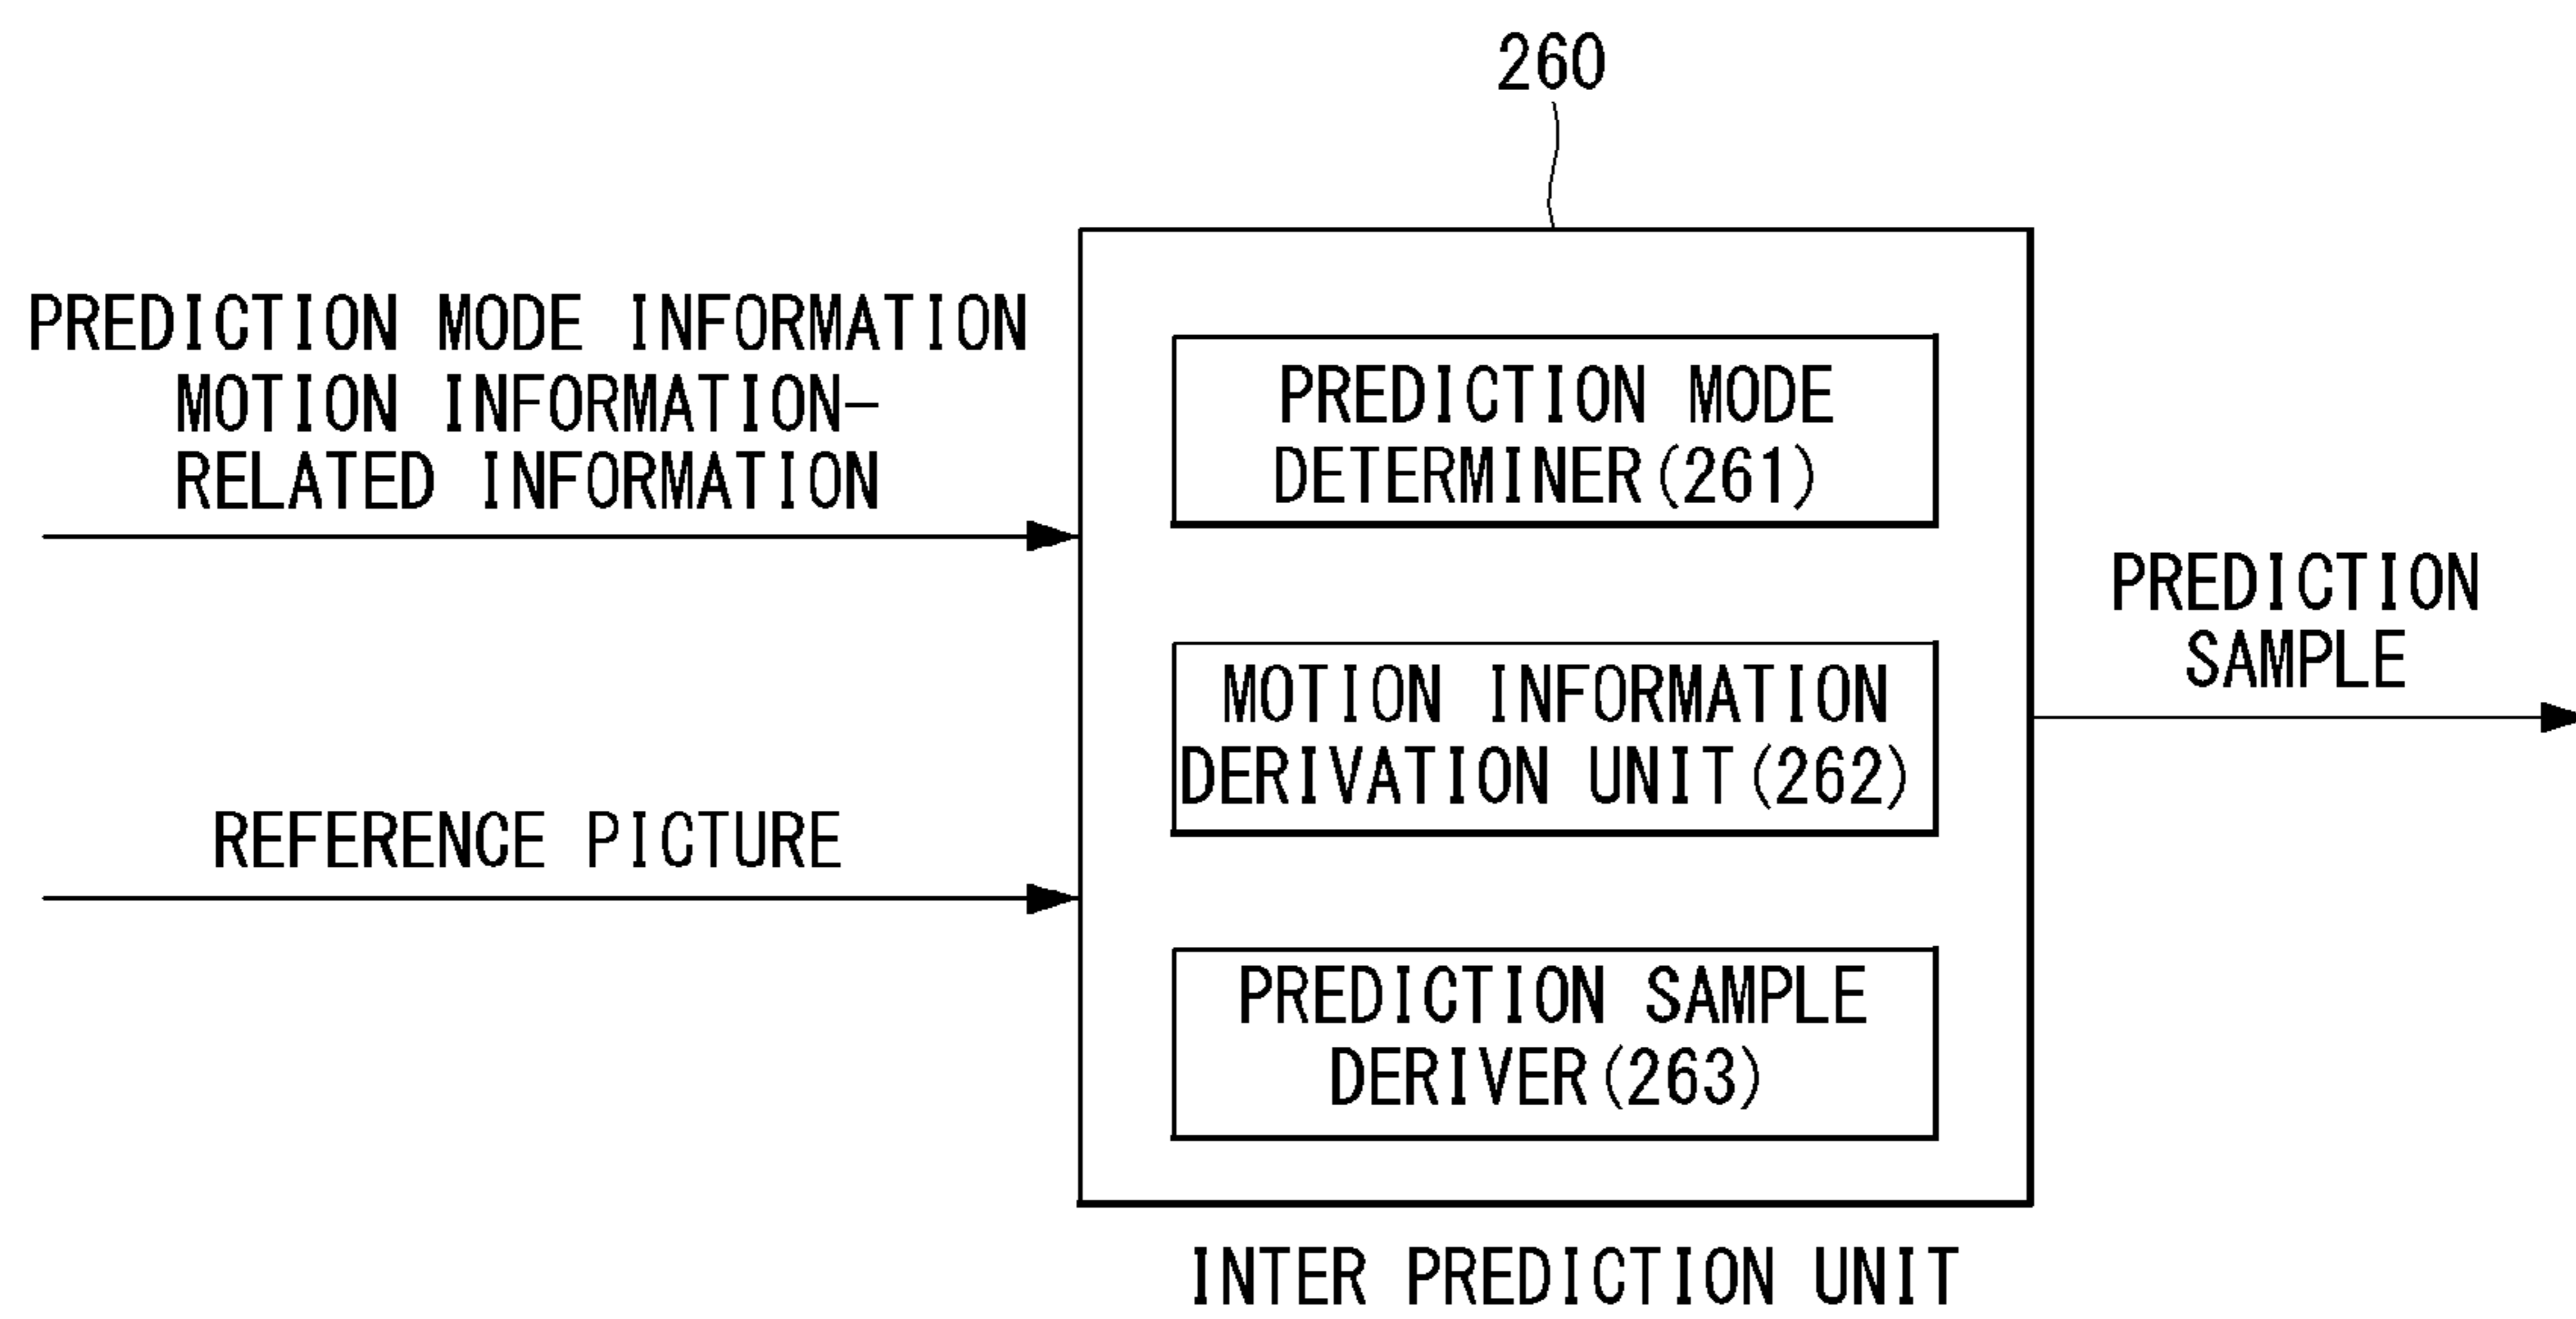 260
PREDICTION MODE INFORMATION
MOTION INFORMATION-
RELATED INFORMATION
REFERENCE PICTURE
PREDICTION MODE
DETERMINER(261)
MOTION INFORMATION
DERIVATION UNIT(262)
PREDICTION SAMPLE
DERIVER(263)
PREDICTION
SAMPLE
INTER PREDICTION UNIT